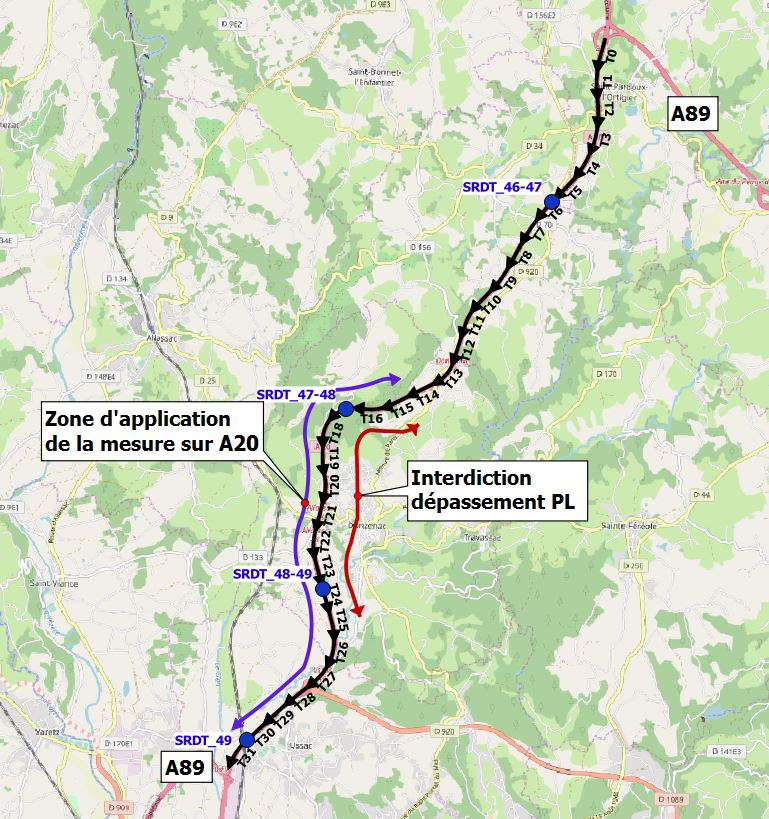 D 9E3
D 156E2
D 9E2
T0
Saint-Bonnet-
l'Enfantier
T1
T2
l'Ortigier
A89
T3
D 34
T4
SRDT_46-47
T5
T6
D 9
T7
D 156
T8
D 920
D 134
T9
T10
T11
Allassac
T12
D 148E4
D 25
T13
D 170
SRDT_47-48
T14
T15
T16
Zone d'application
de la mesure sur A20
T18
T19
Interdiction
dépassement PL
T20
D 44
D 9E1
T21
Sainte-Féréole
T22
Travassac
D 133
T23
D 25E
SRDT_48-49
Saint-Viance
T24
T25
T26
T27
T28
T29
D 920
Varetz
D 170E1
SRDT_49
T30
Ussac
D 141E3
T31
A89
D 901
D 1089